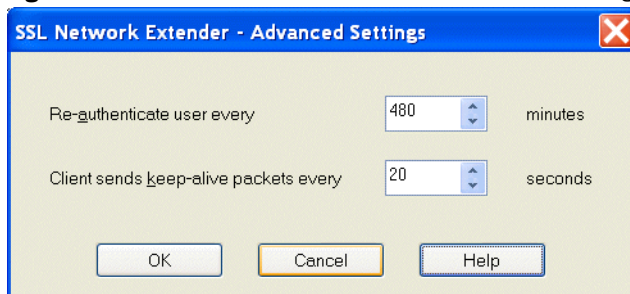 SSL Network Extender - Advanced Settings
Re-authenticate user every 480 minutes
Client sends keep-alive packets every 20 seconds
OK Cancel Help